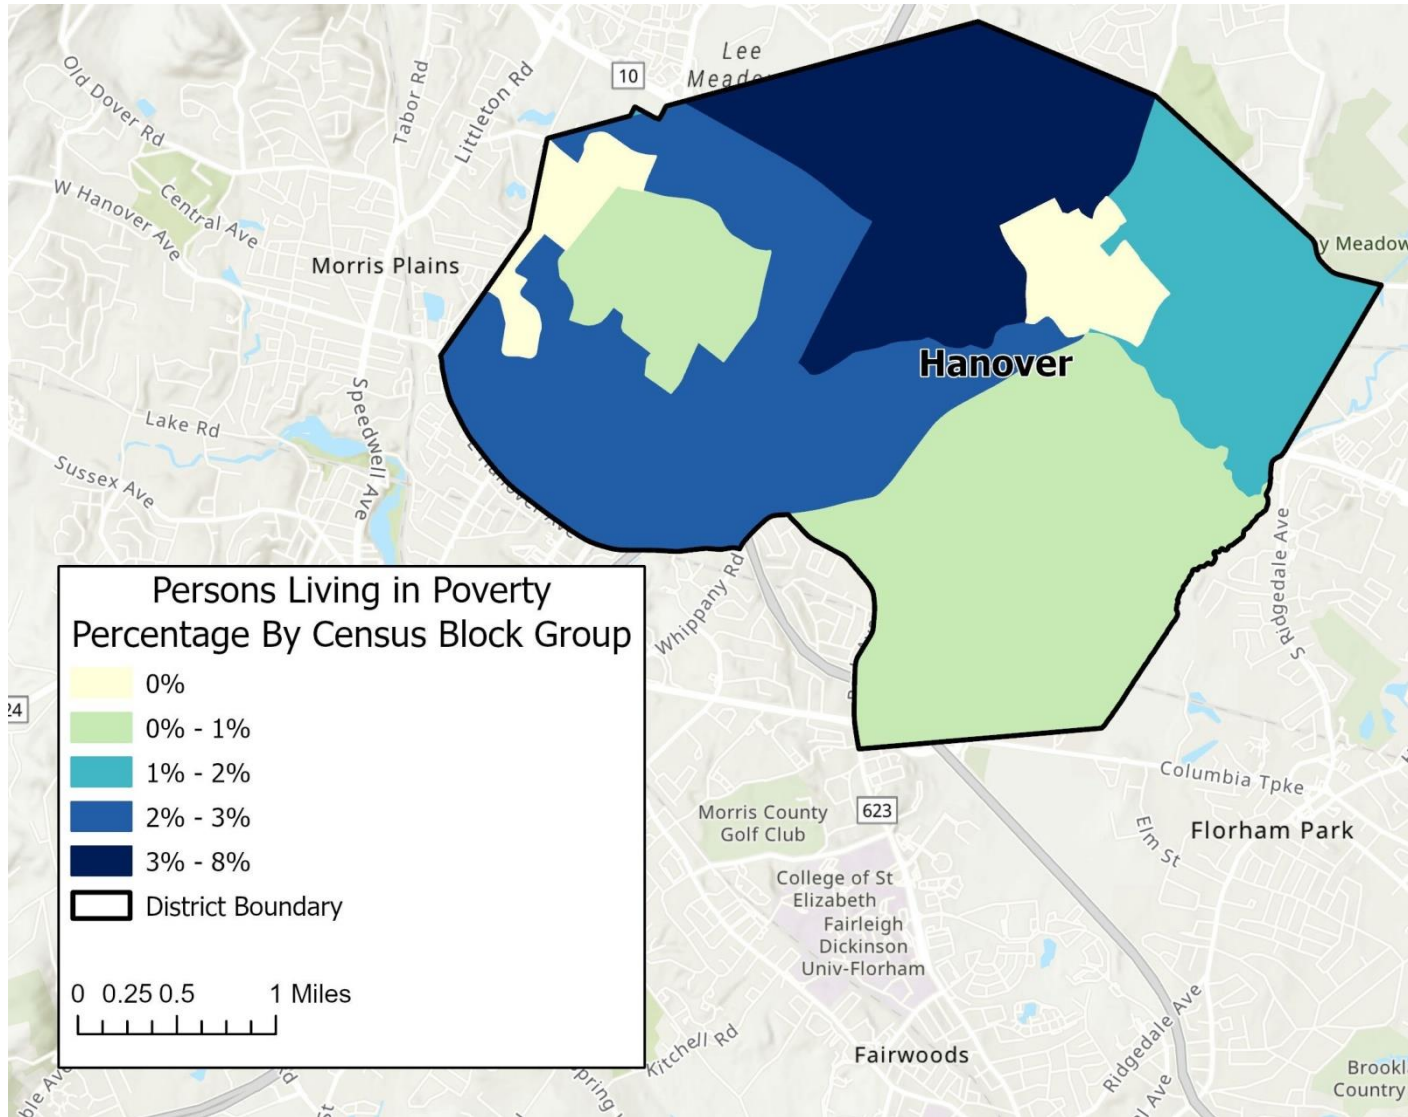 Lee
10
Old Dover Rd
Tabor Rd
Littleton Rd
Central Ave
W Hanover Ave
Morris Plains
y Meadow
Hanover
Speedwell Ave
Lake Rd
Sussex Ave
Whippany Rd
S Ridgedale Ave
24
Persons Living in Poverty
Percentage By Census Block Group
0%
0% - 1%
1% - 2%
2% - 3%
3% - 8%
District Boundary
0 0.25 0.5 1 Miles
Columbia Tpke
Morris County
Golf Club
623
Elm St
Florham Park
College of St
Elizabeth
Fairleigh
Dickinson
Univ-Florham
Kitchell Rd
Fairwoods
Ridgedale Ave
Brookl
Country